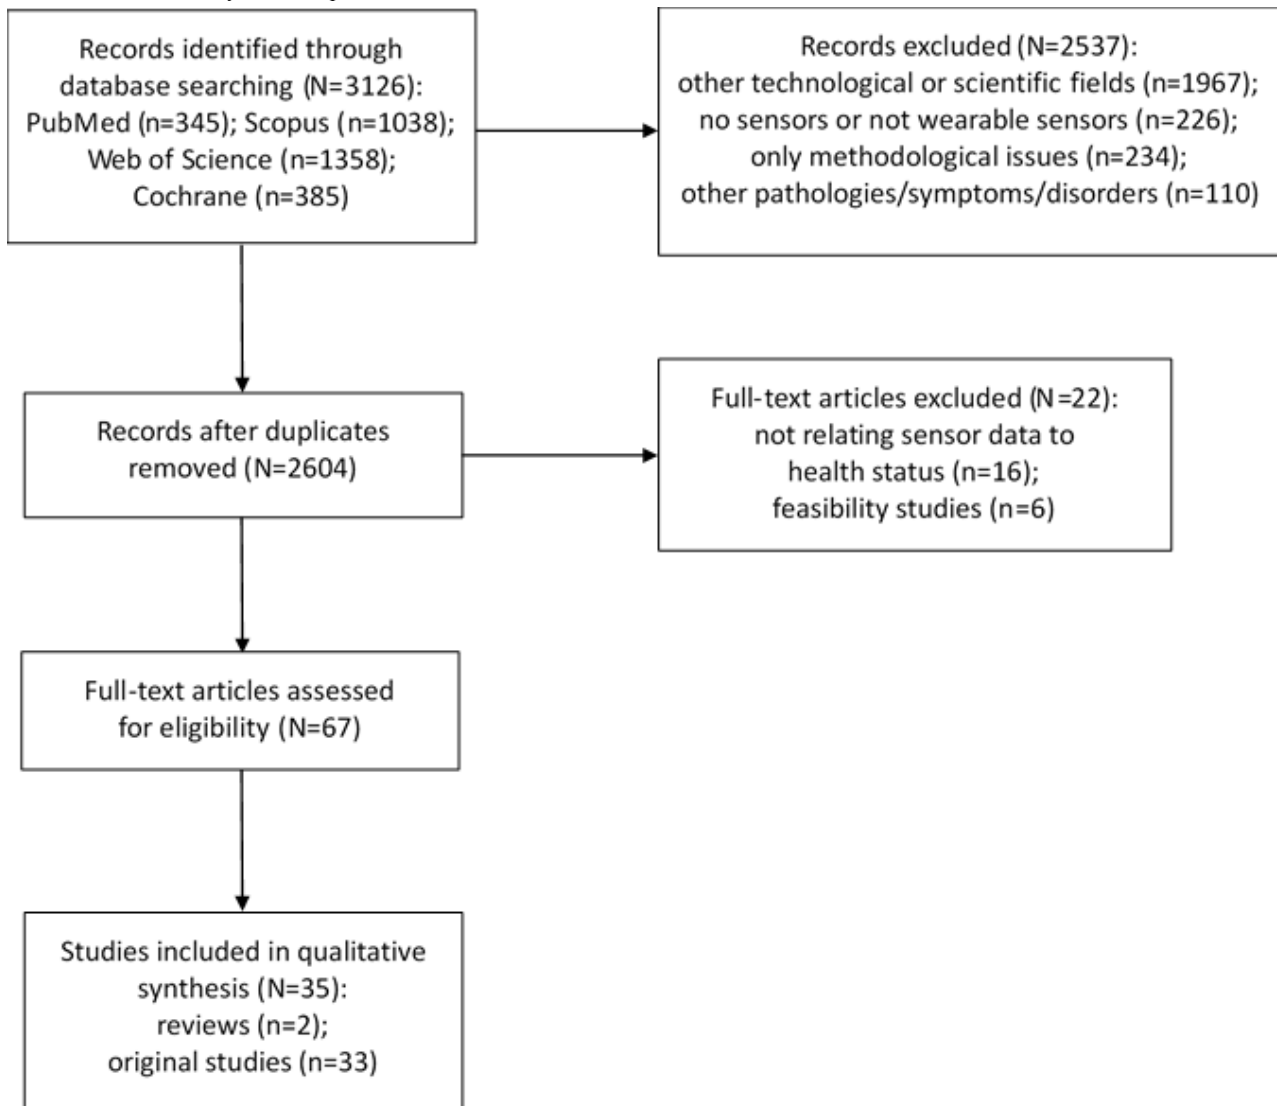 Records identified through
database searching (N=3126):
PubMed (n=345); Scopus (n=1038);
Web of Science (n=1358);
Cochrane (n=385)
Records excluded (N=2537):
other technological or scientific fields (n=1967);
no sensors or not wearable sensors (n=226);
only methodological issues (n=234);
other pathologies/symptoms/disorders (n=110)
Records after duplicates
removed (N=2604)
Full-text articles excluded (N=22):
not relating sensor data to
health status (n=16);
feasibility studies (n=6)
Full-text articles assessed
for eligibility (N=67)
Studies included in qualitative
synthesis (N=35):
reviews (n=2);
original studies (n=33)